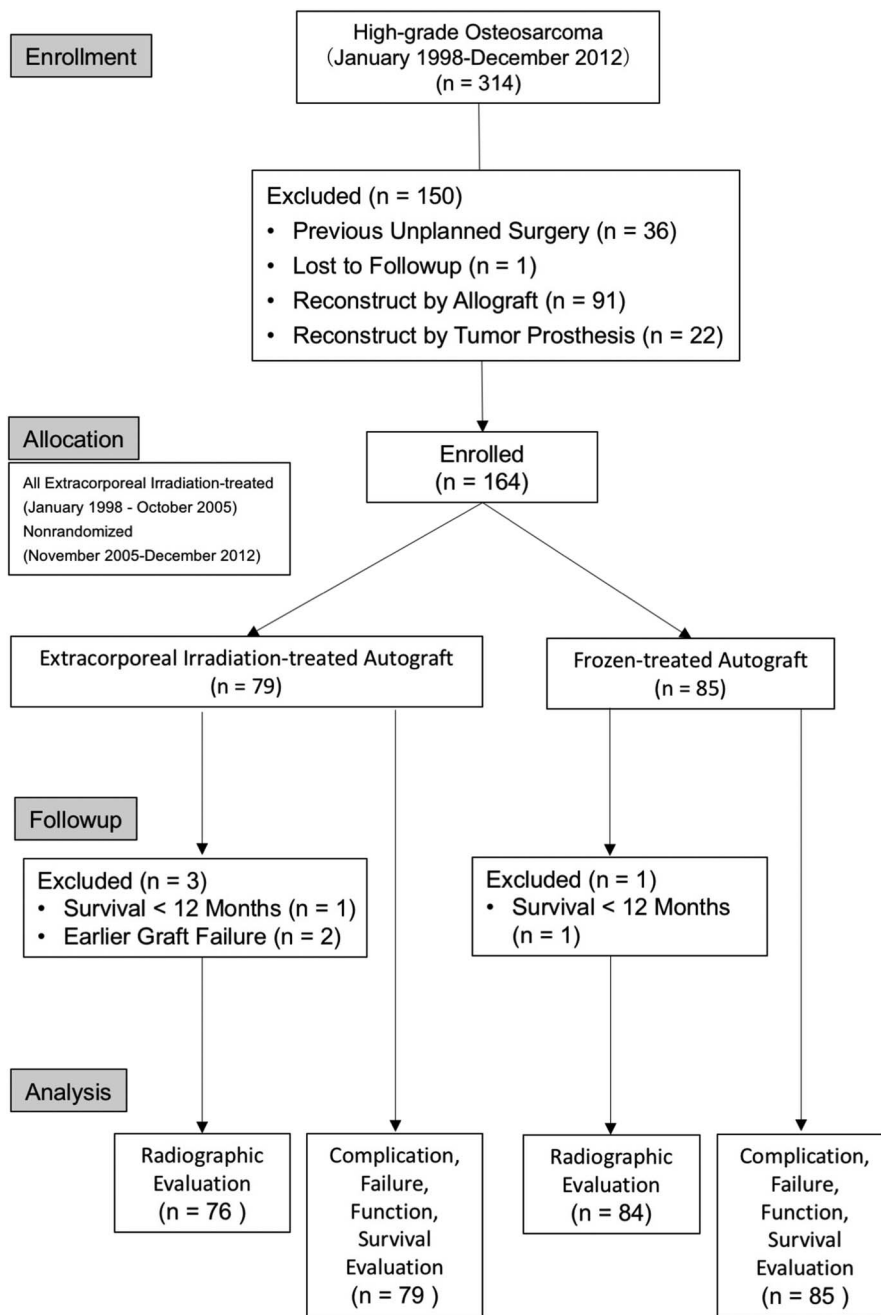 Enrollment
High-grade Osteosarcoma
（January 1998-December 2012）
(n = 314)
Excluded (n = 150)
• Previous Unplanned Surgery (n = 36)
• Lost to Followup (n = 1)
• Reconstruct by Allograft (n = 91)
• Reconstruct by Tumor Prosthesis (n = 22)
Allocation
All Extracorporeal Irradiation-treated
(January 1998 - October 2005)
Nonrandomized
(November 2005-December 2012)
Enrolled
(n = 164)
Extracorporeal Irradiation-treated Autograft
(n = 79)
Frozen-treated Autograft
(n = 85)
Followup
Excluded (n = 3)
• Survival < 12 Months (n = 1)
• Earlier Graft Failure (n = 2)
Excluded (n = 1)
• Survival < 12 Months
(n = 1)
Analysis
Radiographic
Evaluation
(n = 76 )
Complication,
Failure,
Function,
Survival
Evaluation
(n = 79 )
Radiographic
Evaluation
(n = 84)
Complication,
Failure,
Function,
Survival
Evaluation
(n = 85 )